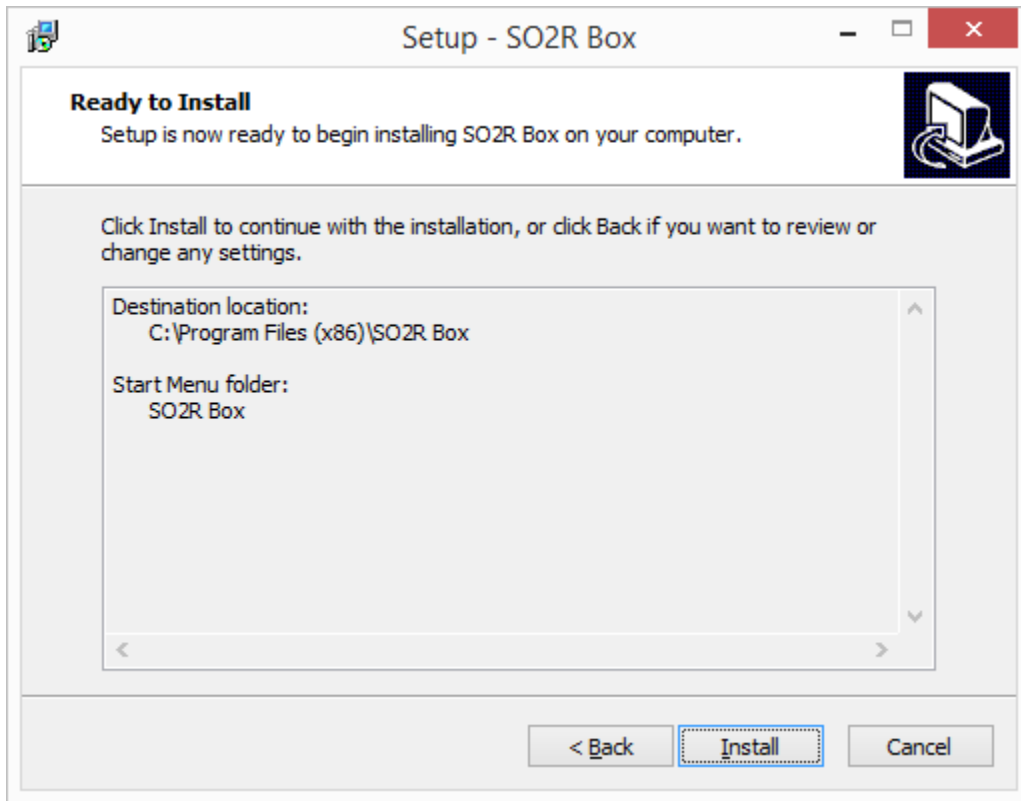 Setup - SO2R Box
Ready to Install
Setup is now ready to begin installing SO2R Box on your computer.
Click Install to continue with the installation, or click Back if you want to review or
change any settings.
Destination location:
C:\Program Files (x86)\SO2R Box
Start Menu folder:
SO2R Box
< Back
Install
Cancel